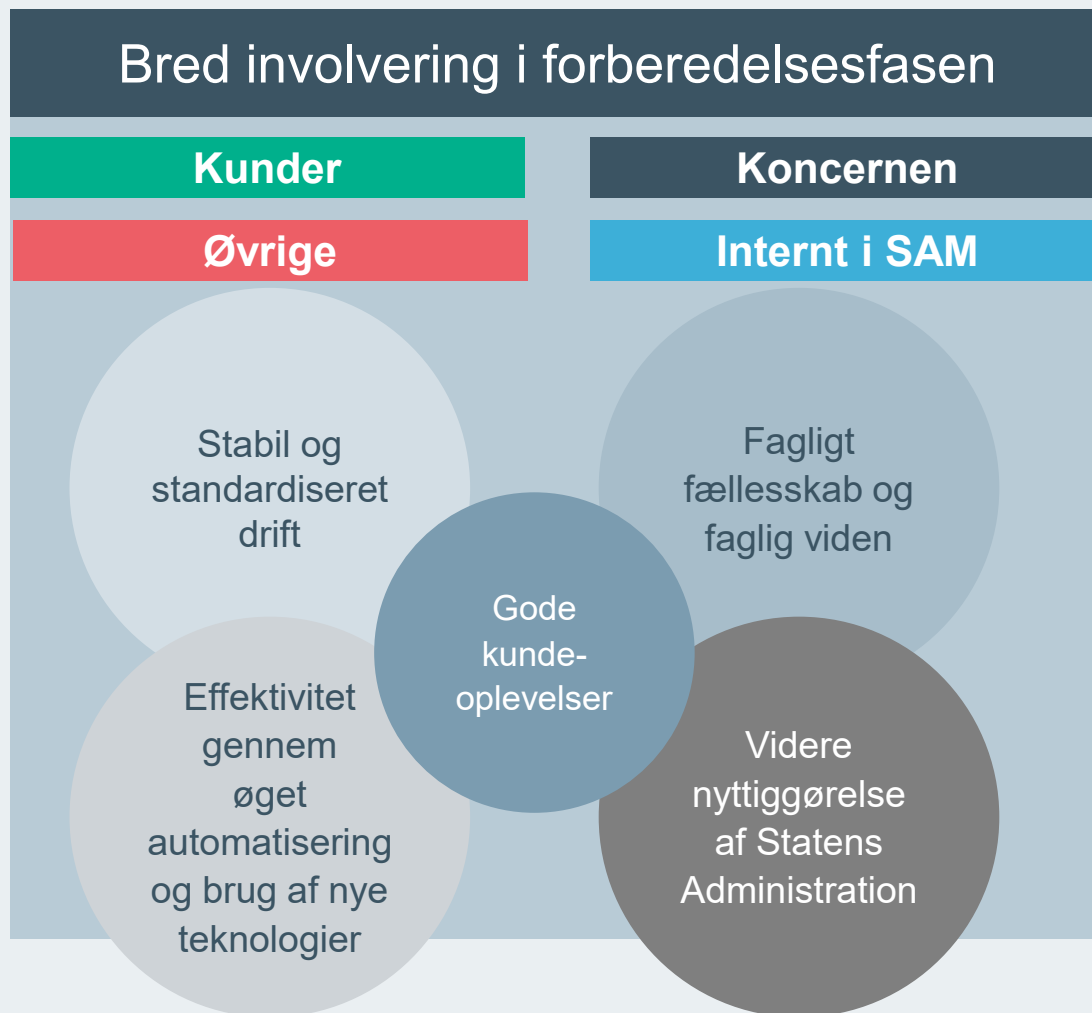 Bred involvering i forberedelsesfasen
Kunder
Koncernen
Øvrige
Internt i SAM
Stabil og
standardiseret
drift
Fagligt
fællesskab og
faglig viden
Gode
kunde-
oplevelser
Effektivitet
gennem
øget
automatisering
og brug af nye
teknologier
Videre
nyttiggørelse
af Statens
Administration